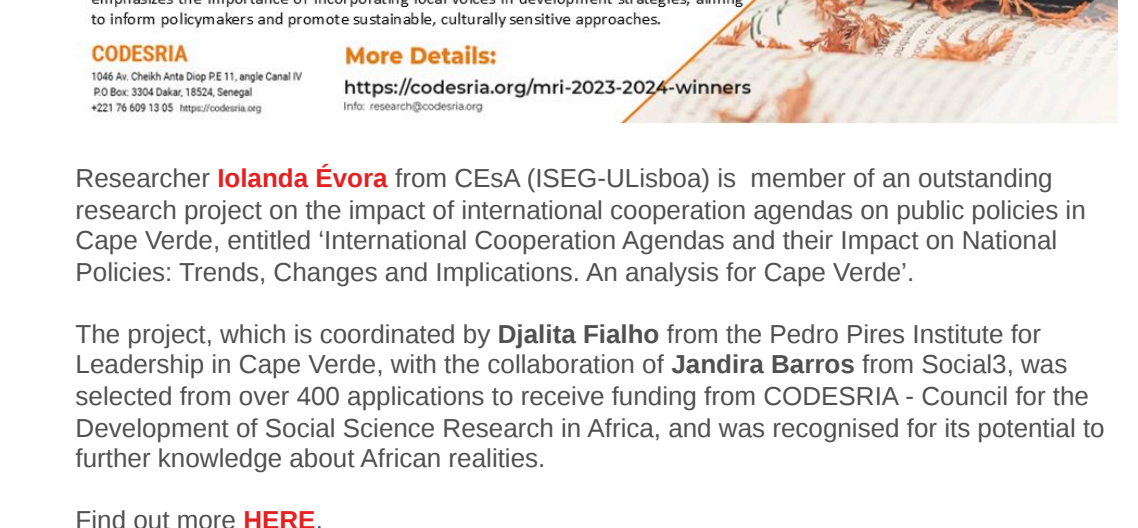 emphasizes the importance of incorporating local voices in development strategies, aiming
to inform policymakers and promote sustainable, culturally sensitive approaches.
CODESRIA
1046 Av. Cheikh Anta Diop P.E 11, angle Canal IV
P.O Box: 3304 Dakar, 18524, Senegal
+221 76 609 13 05 https://codesria.org
More Details:
https://codesria.org/mri-2023-2024-winners
Info: research@codesria.org
Researcher Iolanda Évora from CEsA (ISEG-ULisboa) is member of an outstanding
research project on the impact of international cooperation agendas on public policies in
Cape Verde, entitled ‘International Cooperation Agendas and their Impact on National
Policies: Trends, Changes and Implications. An analysis for Cape Verde’.
The project, which is coordinated by Djalita Fialho from the Pedro Pires Institute for
Leadership in Cape Verde, with the collaboration of Jandira Barros from Social3, was
selected from over 400 applications to receive funding from CODESRIA - Council for the
Development of Social Science Research in Africa, and was recognised for its potential to
further knowledge about African realities.
Find out more HERE.